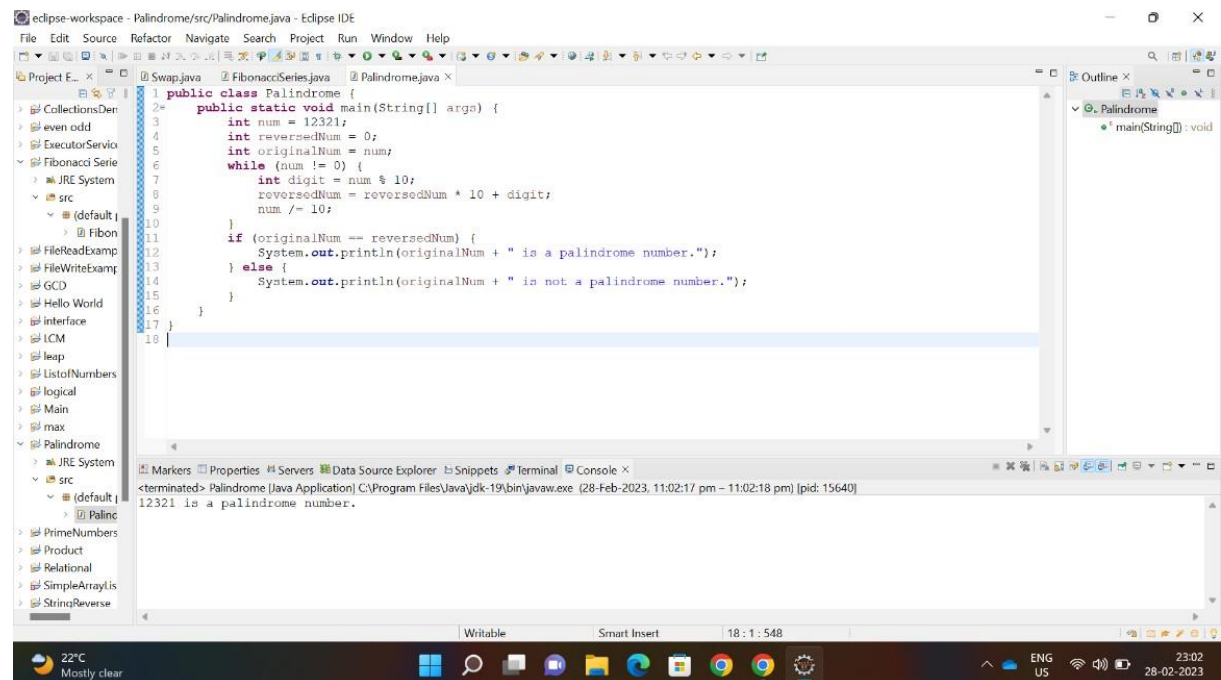 eclipse-workspace - Palindrome/src/Palindrome.java - Eclipse IDE
File Edit Source Refactor Navigate Search Project Run Window Help
Project E... ×
Swap.java FibonacciSeries.java Palindrome.java ×
Outline ×
CollectionsDen
even odd
ExecutorService
Fibonacci Serie
JRE System
src
(default p
Fibon
FileReadExamp
FileWriteExamp
GCD
Hello World
interface
LCM
leap
ListofNumbers
logical
Main
max
Palindrome
JRE System
src
(default p
Palind
PrimeNumbers
Product
Relational
SimpleArrayLis
StringReverse
1 public class Palindrome {
2 public static void main(String[] args) {
3 int num = 12321;
4 int reversedNum = 0;
5 int originalNum = num;
6 while (num != 0) {
7 int digit = num % 10;
8 reversedNum = reversedNum * 10 + digit;
9 num /= 10;
10 }
11 if (originalNum == reversedNum) {
12 System.out.println(originalNum + " is a palindrome number.");
13 } else {
14 System.out.println(originalNum + " is not a palindrome number.");
15 }
16 }
17 }
18
Palindrome
main(String[]) : void
Markers Properties Servers Data Source Explorer Snippets Terminal Console ×
<terminated> Palindrome [Java Application] C:\Program Files\Java\jdk-19\bin\javaw.exe (28-Feb-2023, 11:02:17 pm – 11:02:18 pm) [pid: 15640]
12321 is a palindrome number.
Writable Smart Insert 18 : 1 : 548
22°C
Mostly clear
ENG
US
23:02
28-02-2023